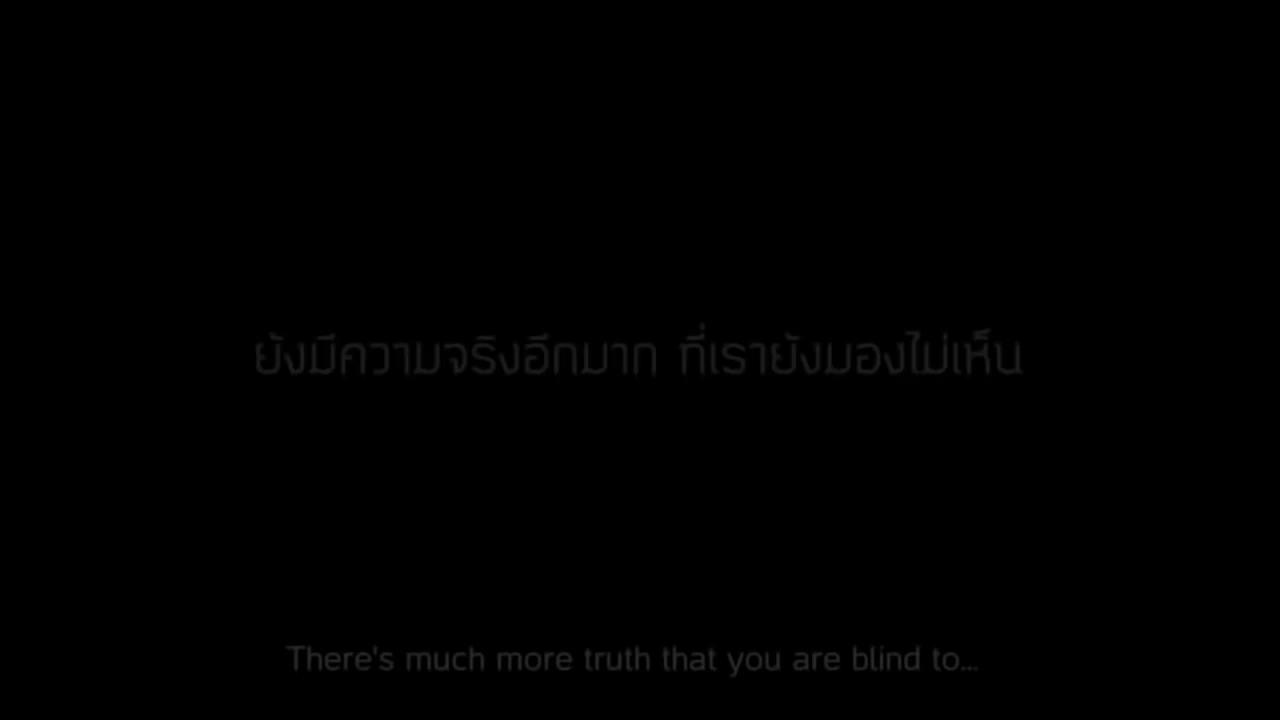 ยังมีความจริงอีกมาก ที่เรายังมองไม่เห็น
There's much more truth that you are blind to...